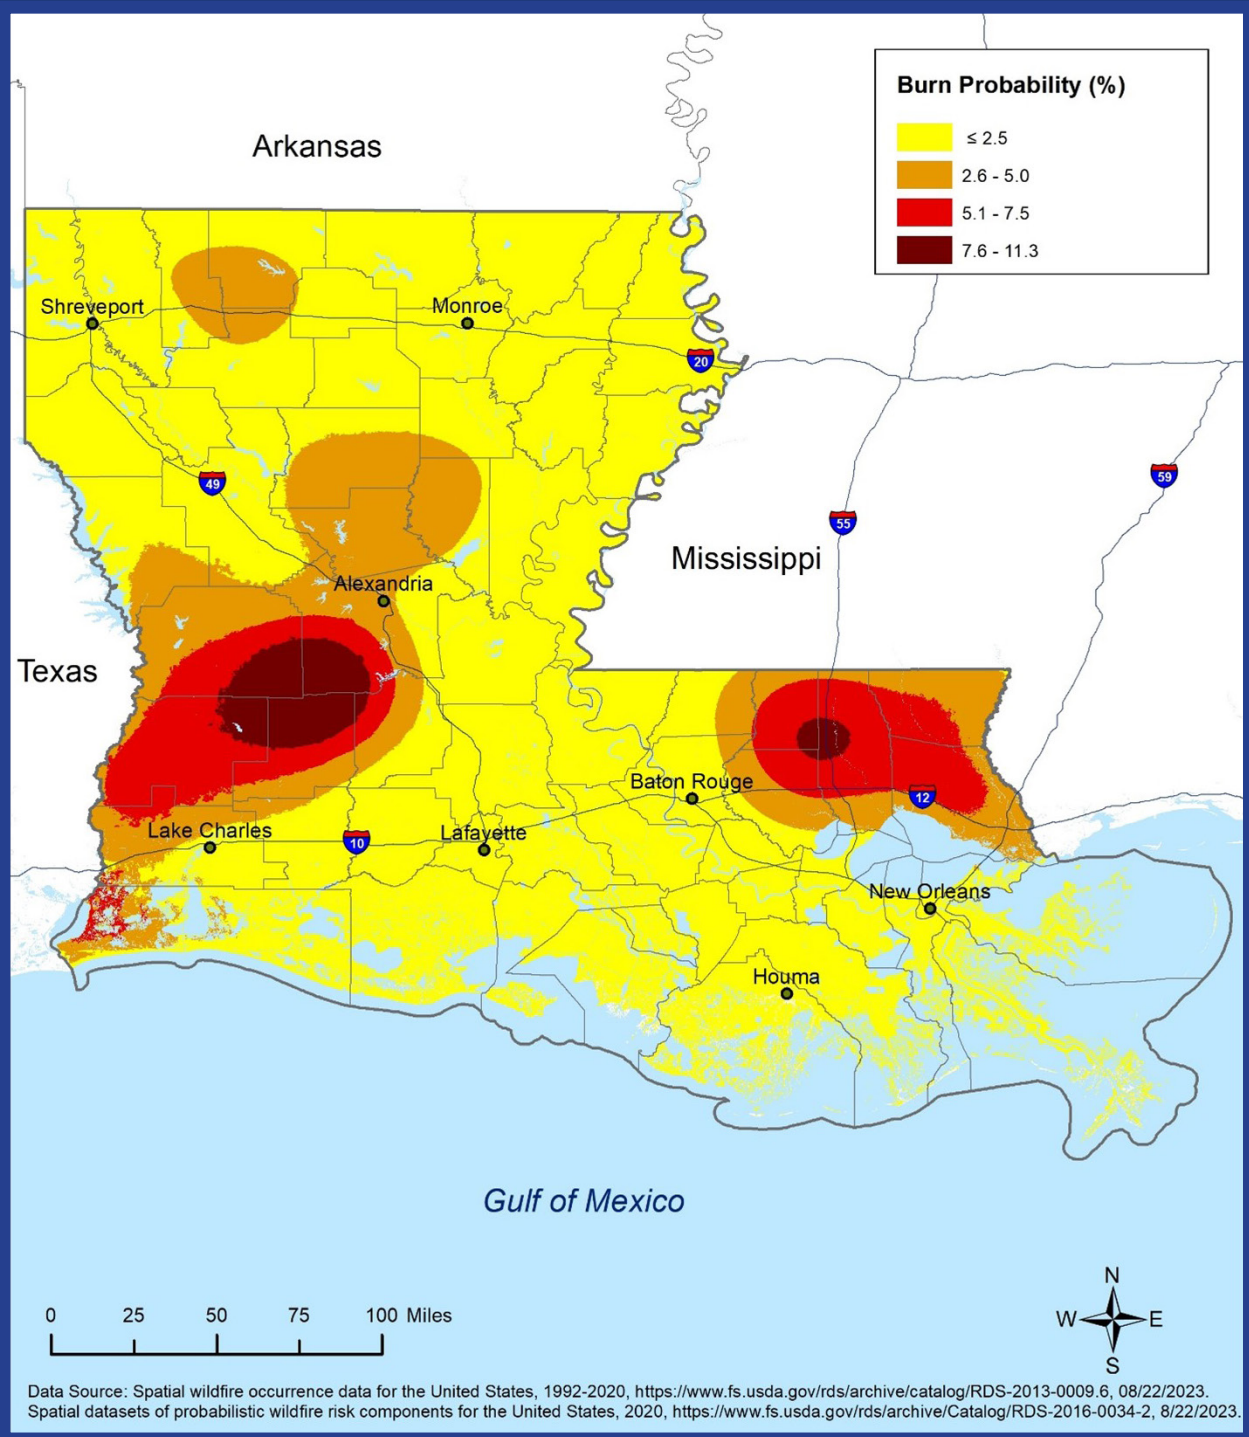 Burn Probability (%)
≤ 2.5
2.6 - 5.0
5.1 - 7.5
7.6 - 11.3
Arkansas
Shreveport
Monroe
20
49
59
55
Mississippi
Alexandria
Texas
Baton Rouge
12
Lake Charles
10
Lafayette
New Orleans
Houma
Gulf of Mexico
N
W E
S
0 25 50 75 100 Miles
Data Source: Spatial wildfire occurrence data for the United States, 1992-2020, https://www.fs.usda.gov/rds/archive/catalog/RDS-2013-0009.6, 08/22/2023.
Spatial datasets of probabilistic wildfire risk components for the United States, 2020, https://www.fs.usda.gov/rds/archive/Catalog/RDS-2016-0034-2, 8/22/2023.